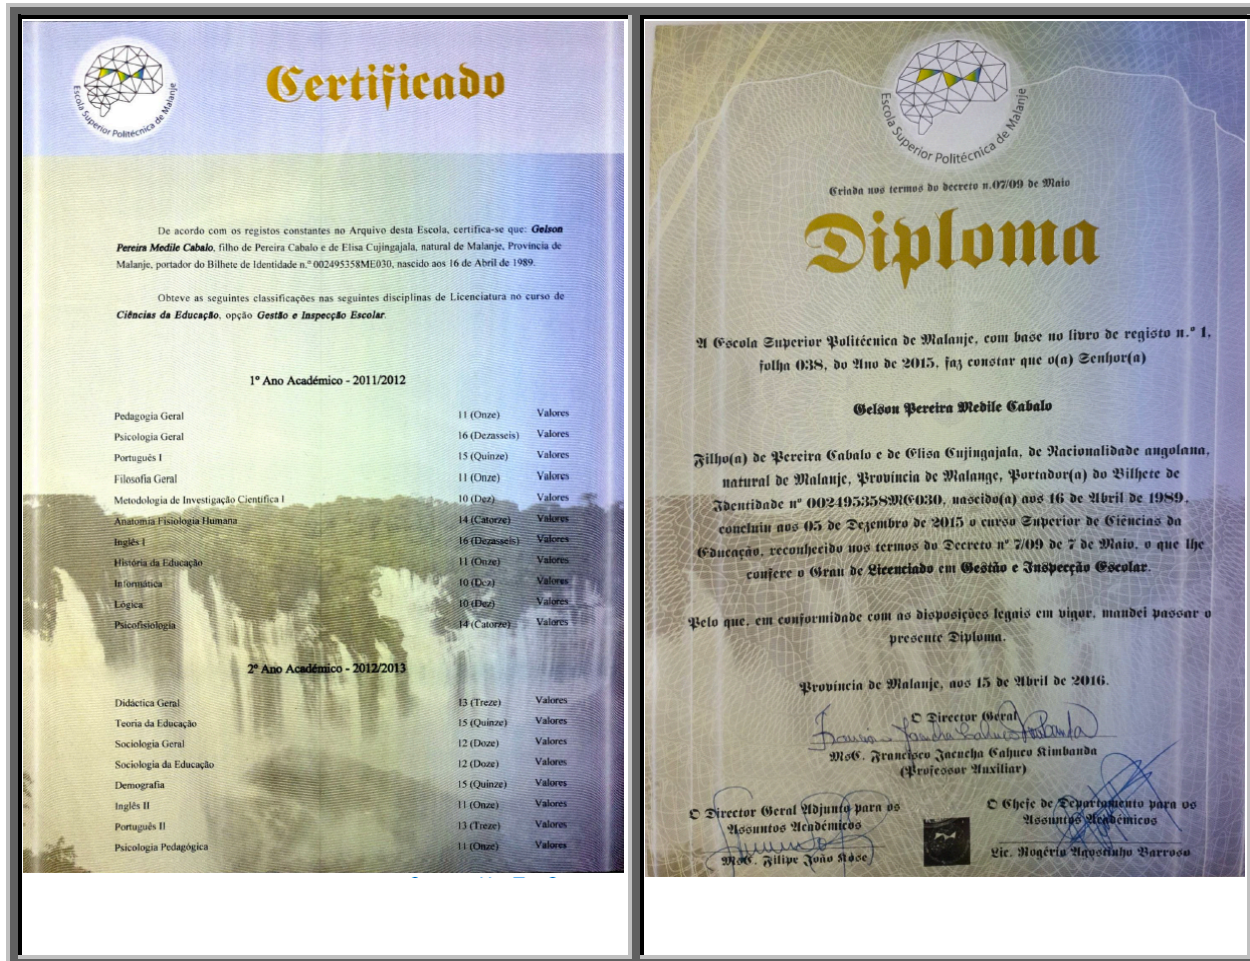 Escola Superior Politécnica de Malanje
Certificado
De acordo com os registos constantes no Arquivo desta Escola, certifica-se que: Gelson
Pereira Medile Cabalo, filho de Pereira Cabalo e de Elisa Cujingajala, natural de Malanje, Província de
Malanje, portador do Bilhete de Identidade n.º 002495358ME030, nascido aos 16 de Abril de 1989.
Obteve as seguintes classificações nas seguintes disciplinas de Licenciatura no curso de
Ciências da Educação, opção Gestão e Inspecção Escolar.
1º Ano Académico - 2011/2012
Pedagogia Geral 11 (Onze) Valores
Psicologia Geral 16 (Dezasseis) Valores
Português I 15 (Quinze) Valores
Filosofia Geral 11 (Onze) Valores
Metodologia de Investigação Científica I 10 (Dez) Valores
Anatomia Fisiologia Humana 14 (Catorze) Valores
Inglês I 16 (Dezasseis) Valores
História da Educação 11 (Onze) Valores
Informática 10 (Dez) Valores
Lógica 10 (Dez) Valores
Psicofisiologia 14 (Catorze) Valores
2º Ano Académico - 2012/2013
Didáctica Geral 13 (Treze) Valores
Teoria da Educação 15 (Quinze) Valores
Sociologia Geral 12 (Doze) Valores
Sociologia da Educação 12 (Doze) Valores
Demografia 15 (Quinze) Valores
Inglês II 11 (Onze) Valores
Português II 13 (Treze) Valores
Psicologia Pedagógica 11 (Onze) Valores
Escola Superior Politécnica de Malanje
Criada nos termos do decreto n.07/09 de Maio
Diploma
A Escola Superior Politécnica de Malanje, com base no livro de registo n.º 1,
folha 038, do Ano de 2015, faz constar que o(a) Senhor(a)
Gelson Pereira Medile Cabalo
Filho(a) de Pereira Cabalo e de Elisa Cujingajala, de Nacionalidade angolana,
natural de Malanje, Província de Malange, Portador(a) do Bilhete de
Identidade nº 002495358ME030, nascido(a) aos 16 de Abril de 1989,
concluiu aos 05 de Dezembro de 2015 o curso Superior de Ciências da
Educação, reconhecido nos termos do Decreto nº 7/09 de 7 de Maio, o que lhe
confere o Grau de Licenciado em Gestão e Inspecção Escolar.
Pelo que, em conformidade com as disposições legais em vigor, mandei passar o
presente Diploma.
Província de Malanje, aos 15 de Abril de 2016.
O Director Geral
MsC. Francisco Jacucha Cahuco Kimbanda
(Professor Auxiliar)
O Director Geral Adjunto para os
Assuntos Académicos
MsC. Filipe João Kose
O Chefe de Departamento para os
Assuntos Académicos
Lic. Rogério Agostinho Barroso